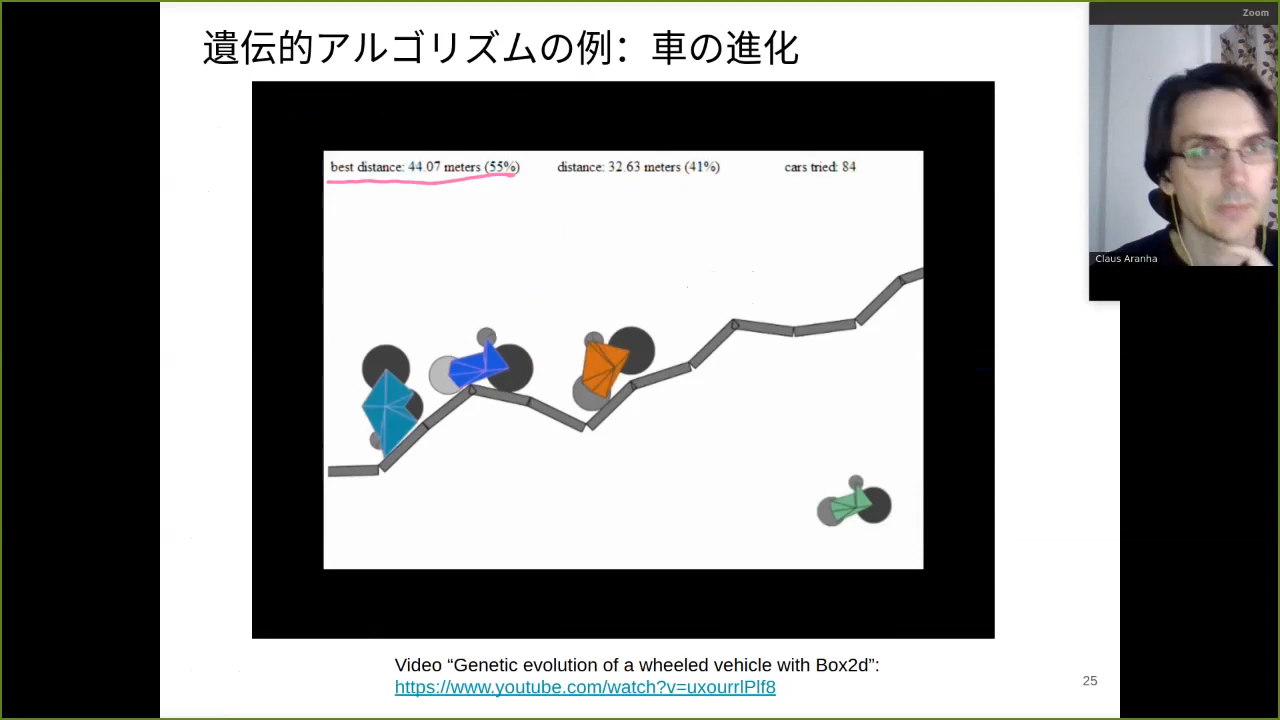 遺伝的アルゴリズムの例：車の進化
Zoom
best distance: 44.07 meters (55%) distance: 32.63 meters (41%) cars tried: 84
Claus Aranha
Video “Genetic evolution of a wheeled vehicle with Box2d”:
https://www.youtube.com/watch?v=uxourrlPlf8
25